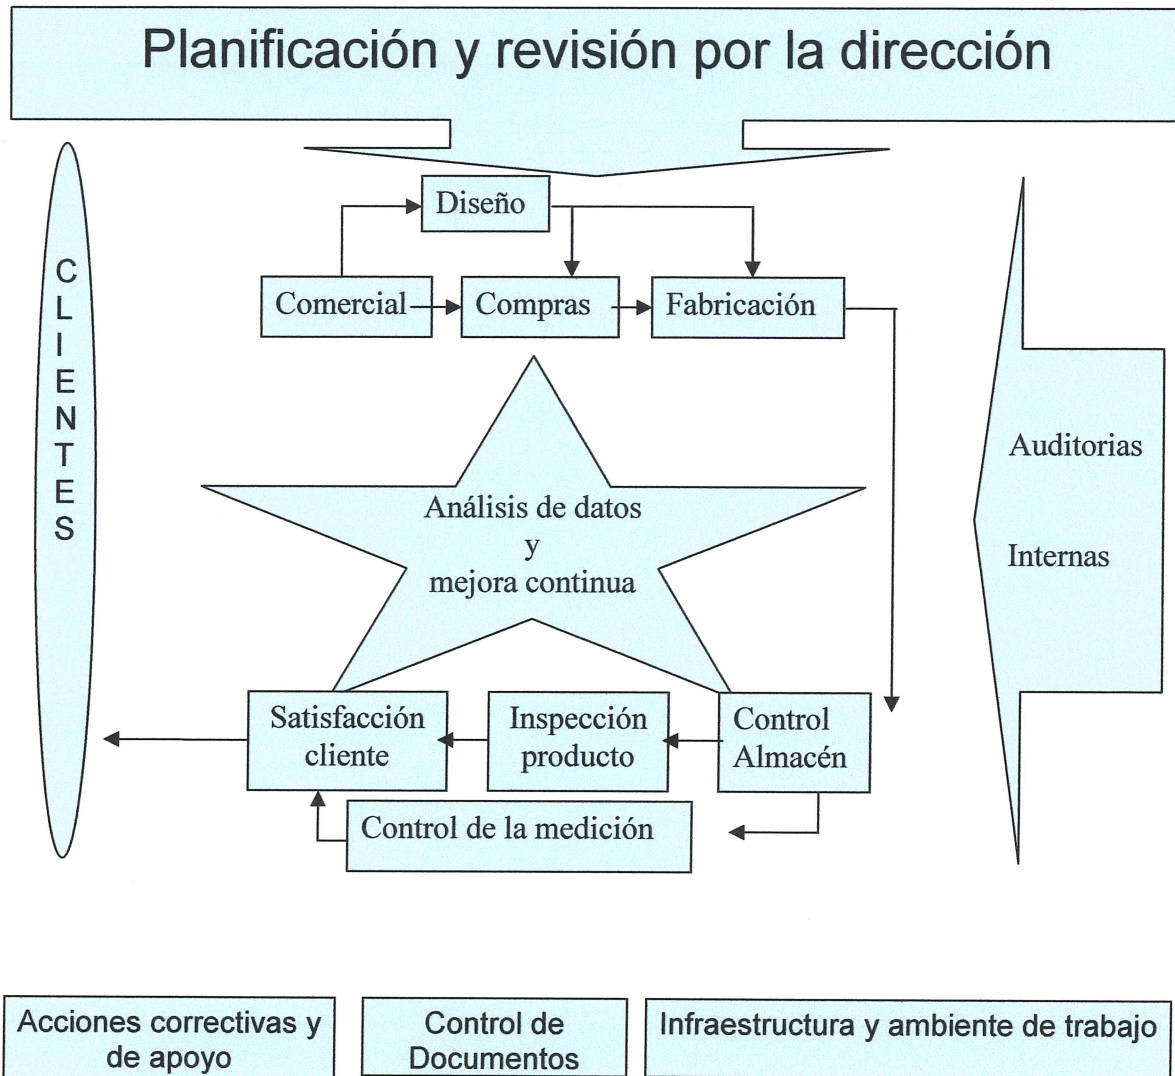 Planificación y revisión por la dirección
Diseño
Comercial
Compras
Fabricación
CLIENTES
Análisis de datos
y
mejora continua
Auditorias
Internas
Satisfacción
cliente
Inspección
producto
Control
Almacén
Control de la medición
Acciones correctivas y
de apoyo
Control de
Documentos
Infraestructura y ambiente de trabajo